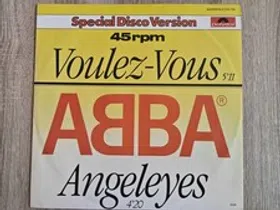 Special Disco Version
45 rpm
Voulez-Vous 5'11
ABBA®
Angeleyes
4'20